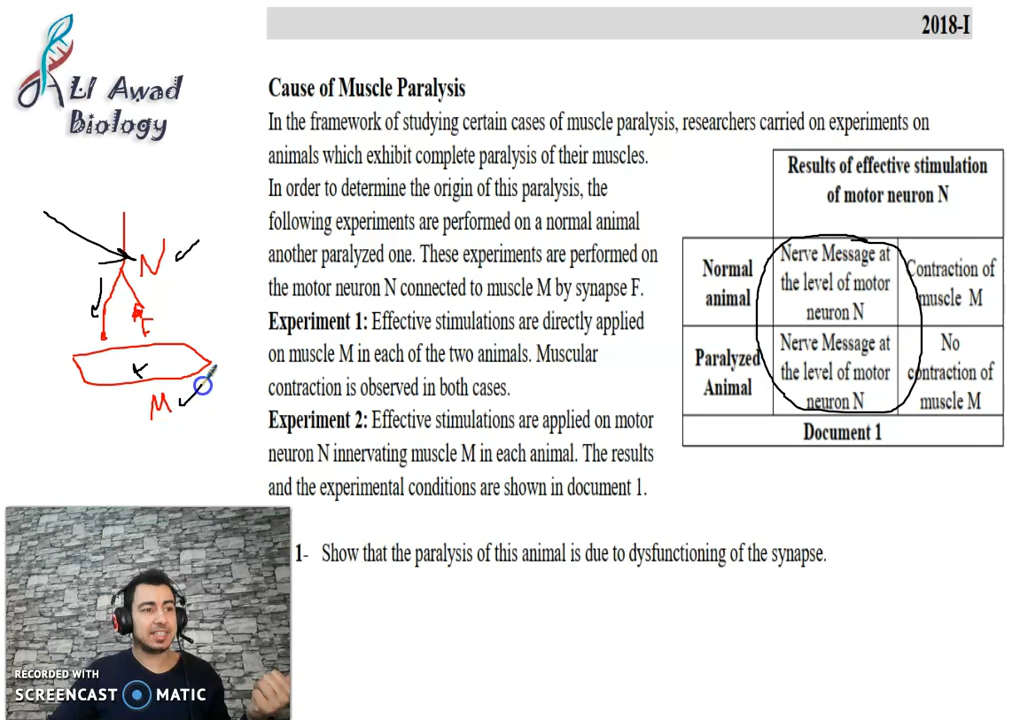 2018-I
ALI Awad
Biology
Cause of Muscle Paralysis
In the framework of studying certain cases of muscle paralysis, researchers carried on experiments on
animals which exhibit complete paralysis of their muscles.
In order to determine the origin of this paralysis, the
following experiments are performed on a normal animal
another paralyzed one. These experiments are performed on
the motor neuron N connected to muscle M by synapse F.
Experiment 1: Effective stimulations are directly applied
on muscle M in each of the two animals. Muscular
contraction is observed in both cases.
Experiment 2: Effective stimulations are applied on motor
neuron N innervating muscle M in each animal. The results
and the experimental conditions are shown in document 1.
Results of effective stimulation
of motor neuron N
Normal
animal
Nerve Message at
the level of motor
neuron N
Contraction of
muscle M
Paralyzed
Animal
Nerve Message at
the level of motor
neuron N
No
contraction of
muscle M
Document 1
N
F
M
1- Show that the paralysis of this animal is due to dysfunctioning of the synapse.
RECORDED WITH
SCREENCAST MATIC